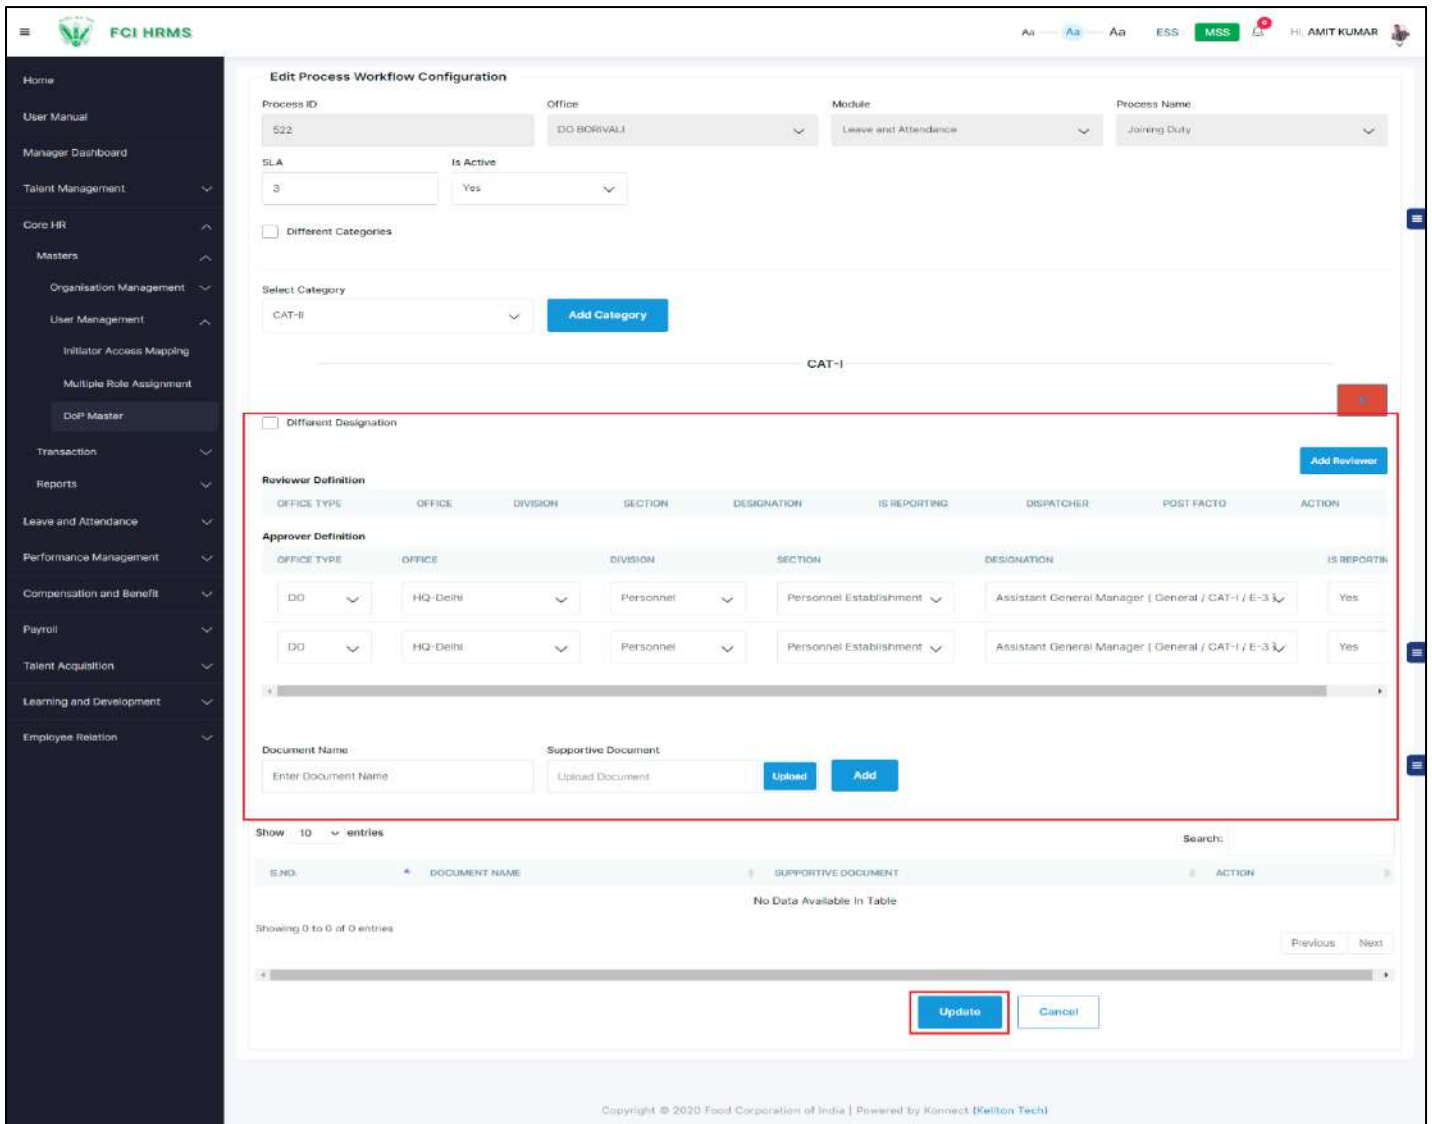 FCI HRMS
Aa Aa Aa ESS MSS 0 Hi, AMIT KUMAR
Home
User Manual
Manager Dashboard
Talent Management
Core HR
Masters
Organisation Management
User Management
Initiator Access Mapping
Multiple Role Assignment
DoP Master
Transaction
Reports
Leave and Attendance
Performance Management
Compensation and Benefit
Payroll
Talent Acquisition
Learning and Development
Employee Relation
Edit Process Workflow Configuration
Process ID Office Module Process Name
522 DO BORIVALI Leave and Attendance Joining Duty
SLA Is Active
3 Yes
Different Categories
Select Category
CAT-II Add Category
CAT-I
Different Designation
Add Reviewer
Reviewer Definition
OFFICE TYPE OFFICE DIVISION SECTION DESIGNATION IS REPORTING DISPATCHER POST FACTO ACTION
Approver Definition
OFFICE TYPE OFFICE DIVISION SECTION DESIGNATION IS REPORTIN
DO HQ-Delhi Personnel Personnel Establishment Assistant General Manager ( General / CAT-I / E-3 ) Yes
DO HQ-Delhi Personnel Personnel Establishment Assistant General Manager ( General / CAT-I / E-3 ) Yes
Document Name Supportive Document
Enter Document Name Upload Document Upload Add
Show 10 entries Search:
S.NO. DOCUMENT NAME SUPPORTIVE DOCUMENT ACTION
No Data Available In Table
Showing 0 to 0 of 0 entries
Previous Next
Update Cancel
Copyright © 2020 Food Corporation of India | Powered by Konnect (Kellton Tech)